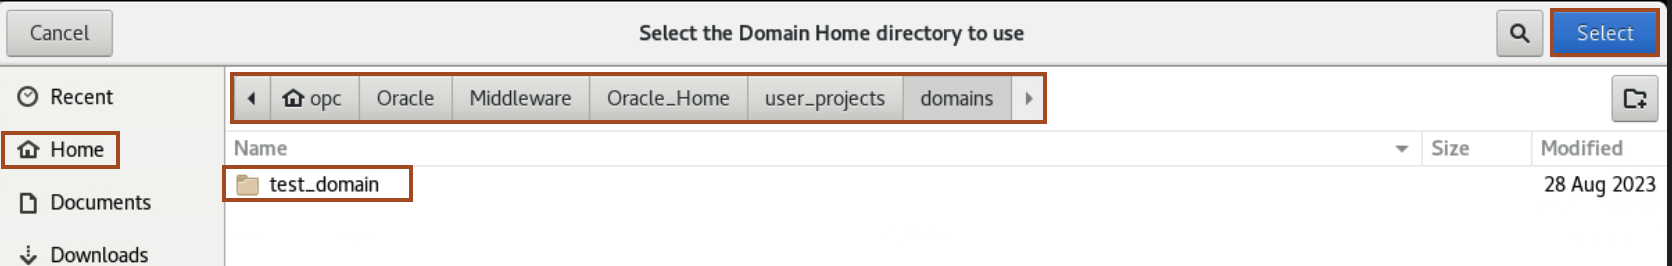 Cancel Select the Domain Home directory to use Select
Recent opc Oracle Middleware Oracle_Home user_projects domains
Home Name Size Modified
test_domain 28 Aug 2023
Documents
Downloads